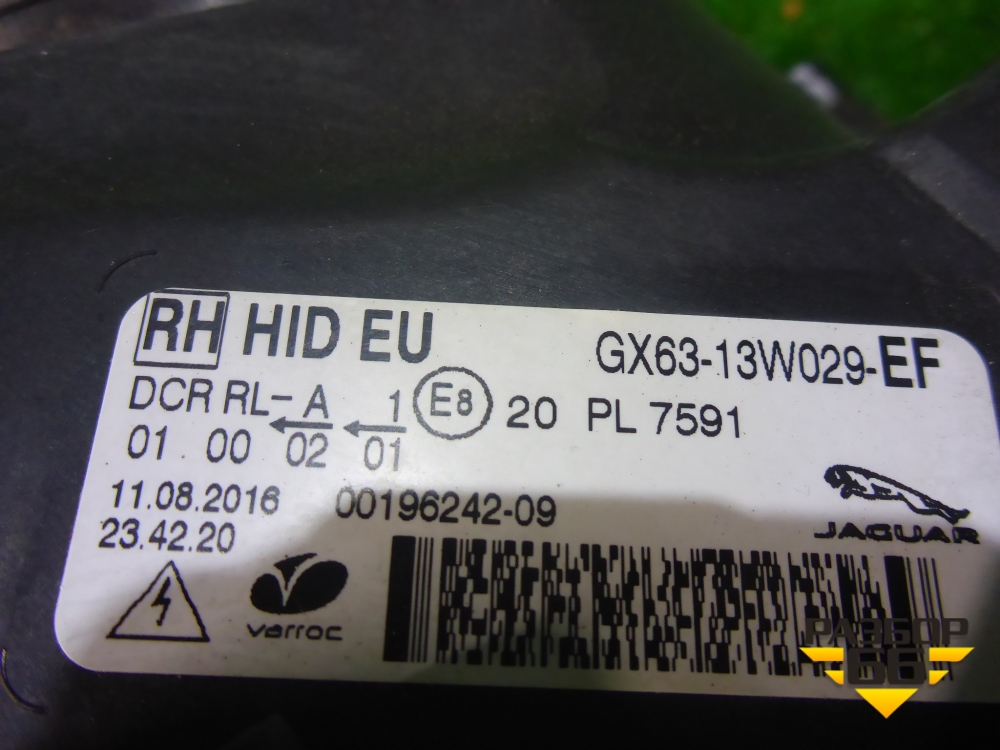 RH HID EU GX63-13W029-EF
DCR RL-A 1 E8 20 PL 7591
01 00 02 01
11.08.2016 00196242-09
23.42.20
JAGUAR
varroc
РАЗБОР
66